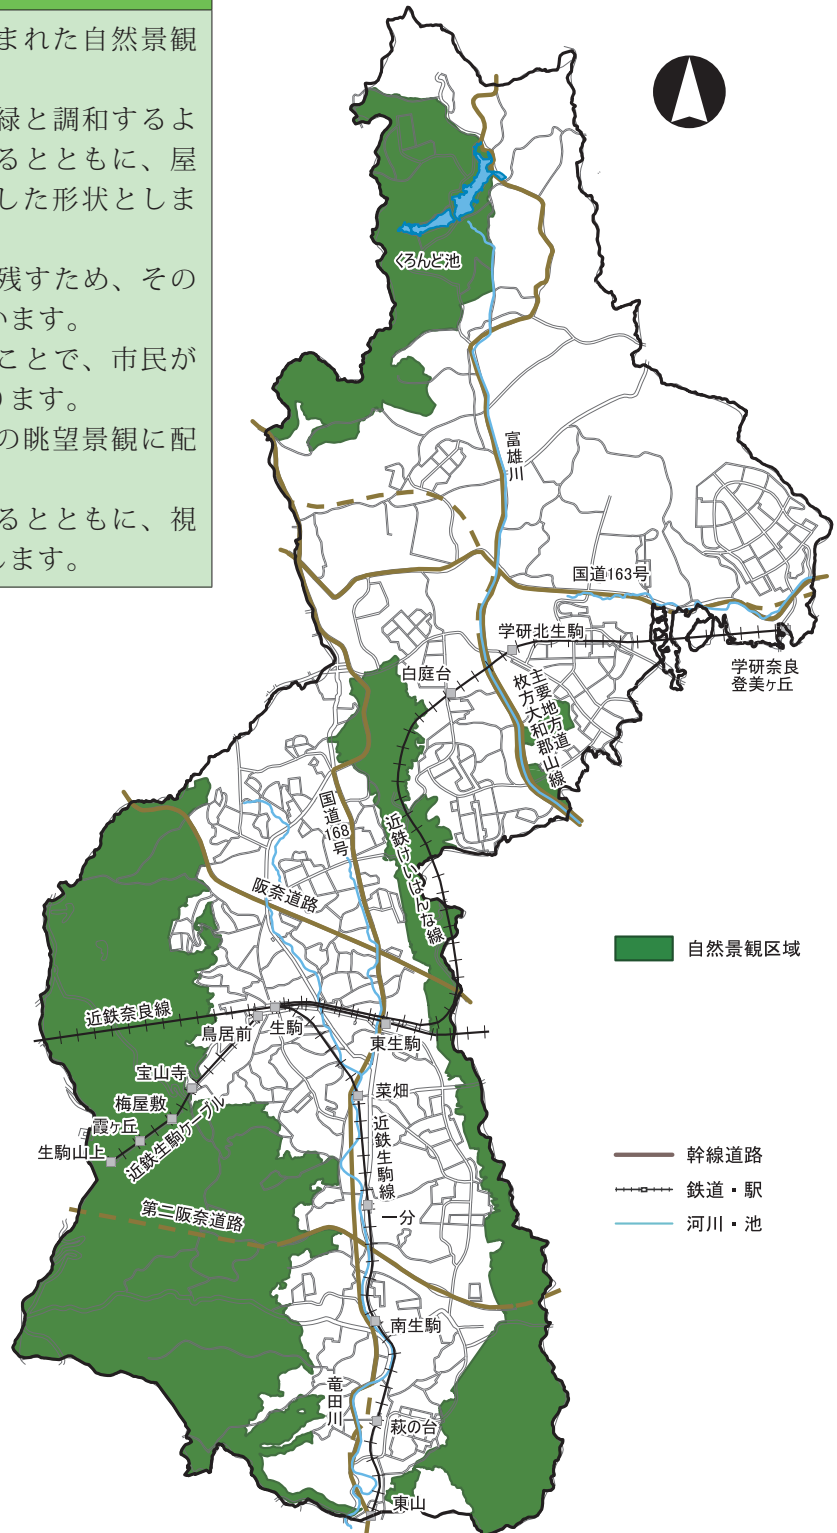 まれた自然景観
緑と調和するよ
るとともに、屋
した形状としま
残すため、その
います。
ことで、市民が
ります。
の眺望景観に配
るとともに、視
します。
くろんど池
富雄川
国道163号
学研北生駒
学研奈良
登美ヶ丘
白庭台
主要地方道
枚方大和郡山線
国道168号
近鉄けいはんな線
阪奈道路
自然景観区域
近鉄奈良線
鳥居前
生駒
東生駒
宝山寺
菜畑
梅屋敷
霞ヶ丘
近鉄生駒ケーブル
生駒山上
近鉄生駒線
幹線道路
鉄道・駅
河川・池
第二阪奈道路
一分
南生駒
竜田川
萩の台
東山